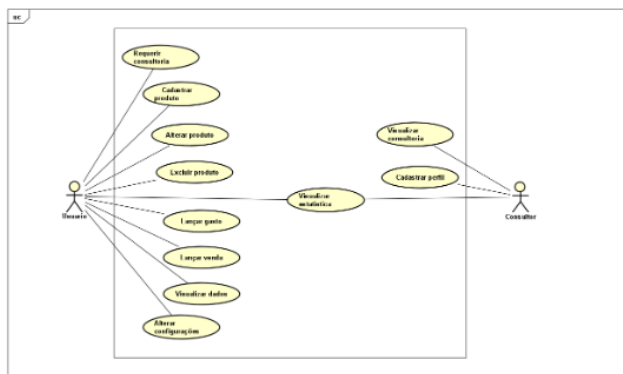 uc
Requerir
consultoria
Cadastrar
produto
Alterar produto
Visualizar
consultoria
Excluir produto
Cadastrar perfil
Visualizar
estatística
Usuario
Consultor
Lançar gasto
Lançar venda
Visualizar dados
Alterar
configurações